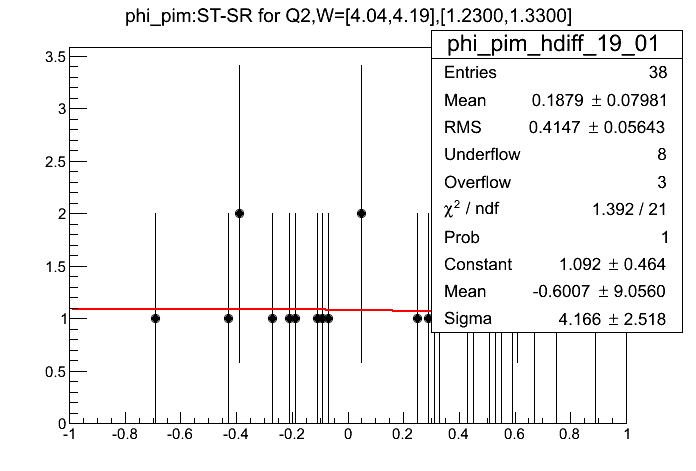 phi_pim:ST-SR for Q2,W=[4.04,4.19],[1.2300,1.3300]
phi_pim_hdiff_19_01
Entries 38
Mean 0.1879 ± 0.07981
RMS 0.4147 ± 0.05643
Underflow 8
Overflow 3
χ² / ndf 1.392 / 21
Prob 1
Constant 1.092 ± 0.464
Mean -0.6007 ± 9.0560
Sigma 4.166 ± 2.518
3.5
3
2.5
2
1.5
1
0.5
0
-1 -0.8 -0.6 -0.4 -0.2 0 0.2 0.4 0.6 0.8 1